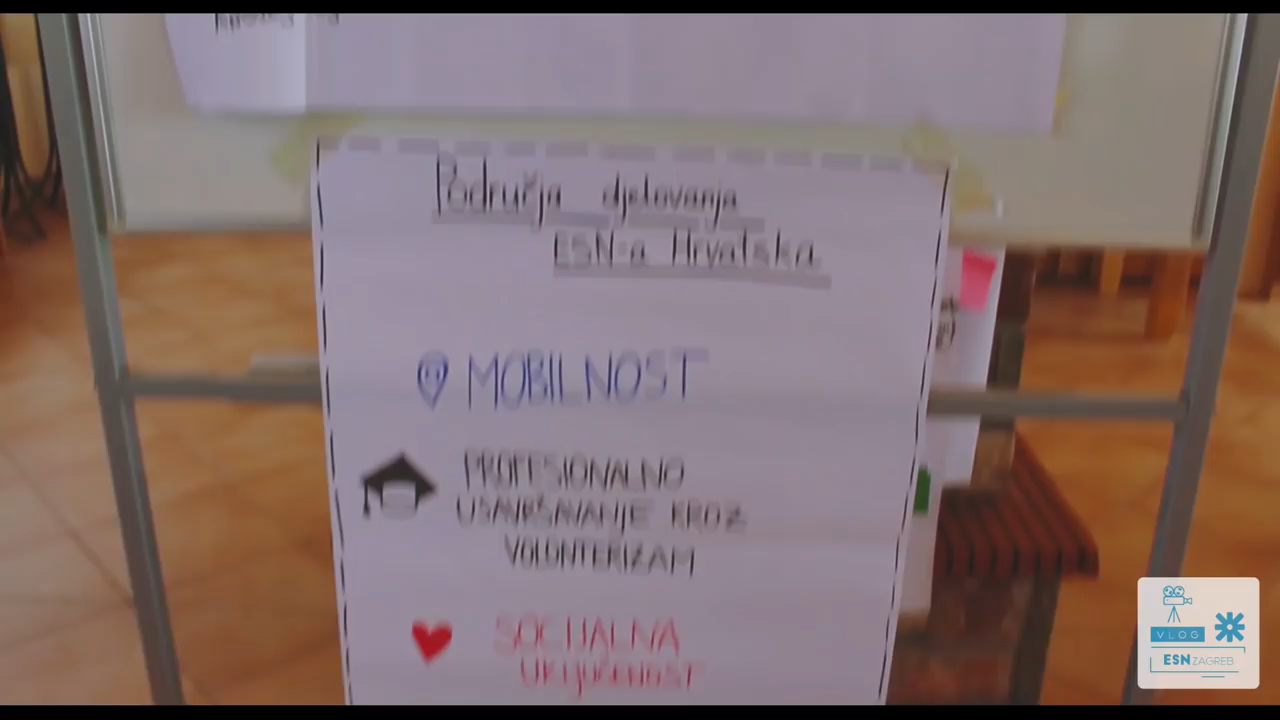 Područja djelovanja
ESN-a Hrvatska
MOBILNOST
PROFESIONALNO
USAVRŠAVANJE KROZ
VOLONTERIZAM
SOCIJALNA
UKLJUČENOST
VLOG
ESN ZAGREB